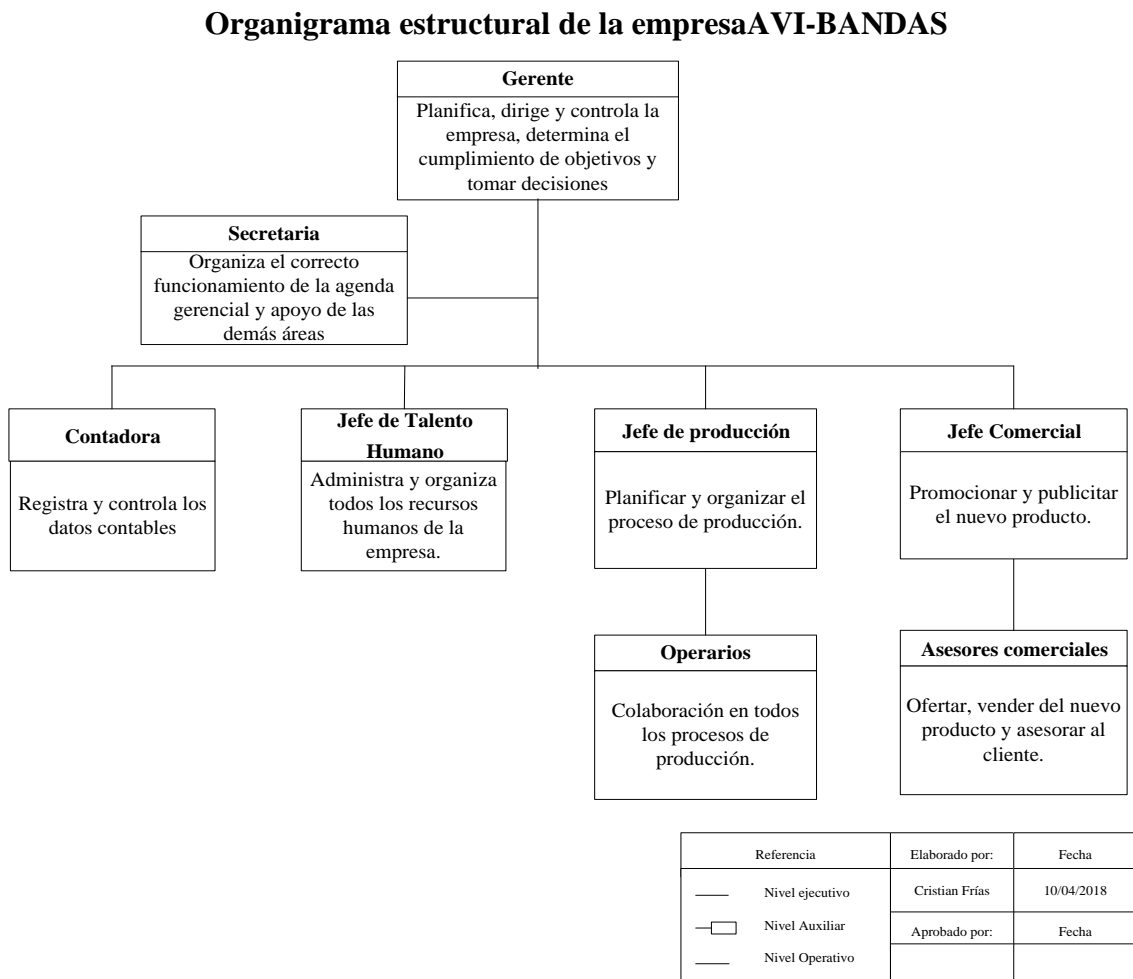 Organigrama estructural de la empresaAVI-BANDAS
Gerente
Planifica, dirige y controla la
empresa, determina el
cumplimiento de objetivos y
tomar decisiones
Secretaria
Organiza el correcto
funcionamiento de la agenda
gerencial y apoyo de las
demás áreas
Contadora
Registra y controla los
datos contables
Jefe de Talento
Humano
Administra y organiza
todos los recursos
humanos de la
empresa.
Jefe de producción
Planificar y organizar el
proceso de producción.
Jefe Comercial
Promocionar y publicitar
el nuevo producto.
Operarios
Colaboración en todos
los procesos de
producción.
Asesores comerciales
Ofertar, vender del nuevo
producto y asesorar al
cliente.
Referencia
Elaborado por:
Fecha
Nivel ejecutivo
Cristian Frías
10/04/2018
Nivel Auxiliar
Aprobado por:
Fecha
Nivel Operativo